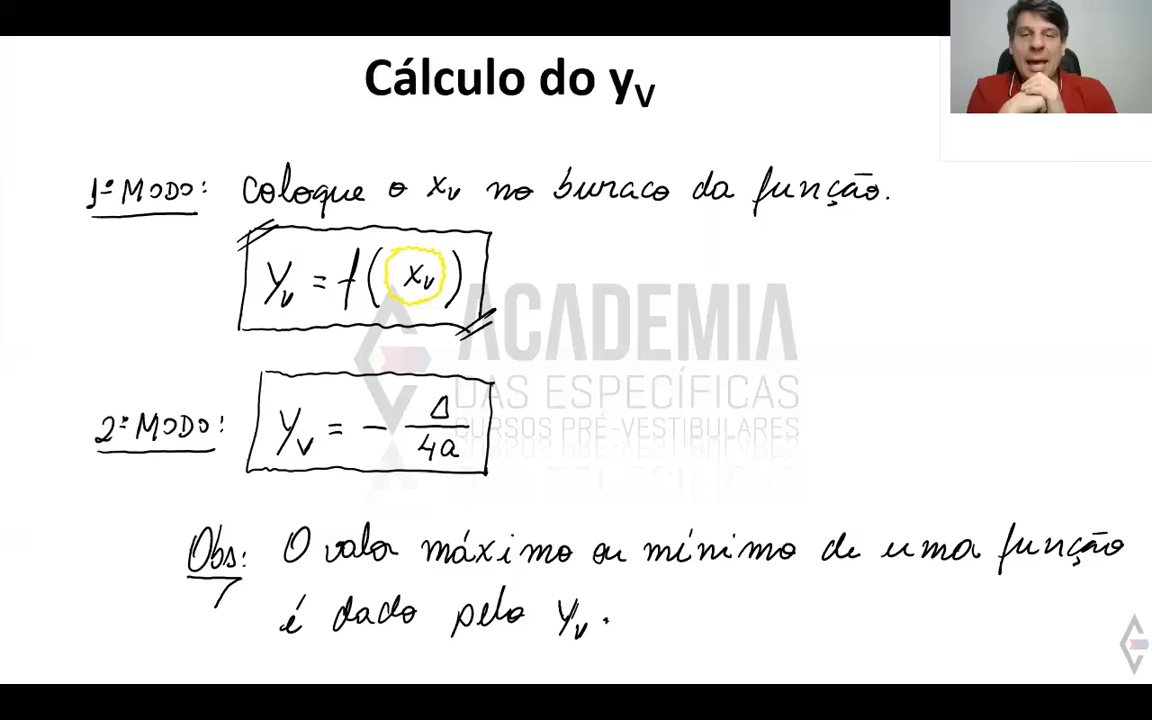 Cálculo do yV
1º MODO: coloque o xv no buraco da função.
yv = f(xv)
ACADEMIA
DAS ESPECÍFICAS
CURSOS PRÉ-VESTIBULARES
2º MODO: yv = - Δ/4a
Obs: O valor máximo ou mínimo de uma função
é dado pelo yv.